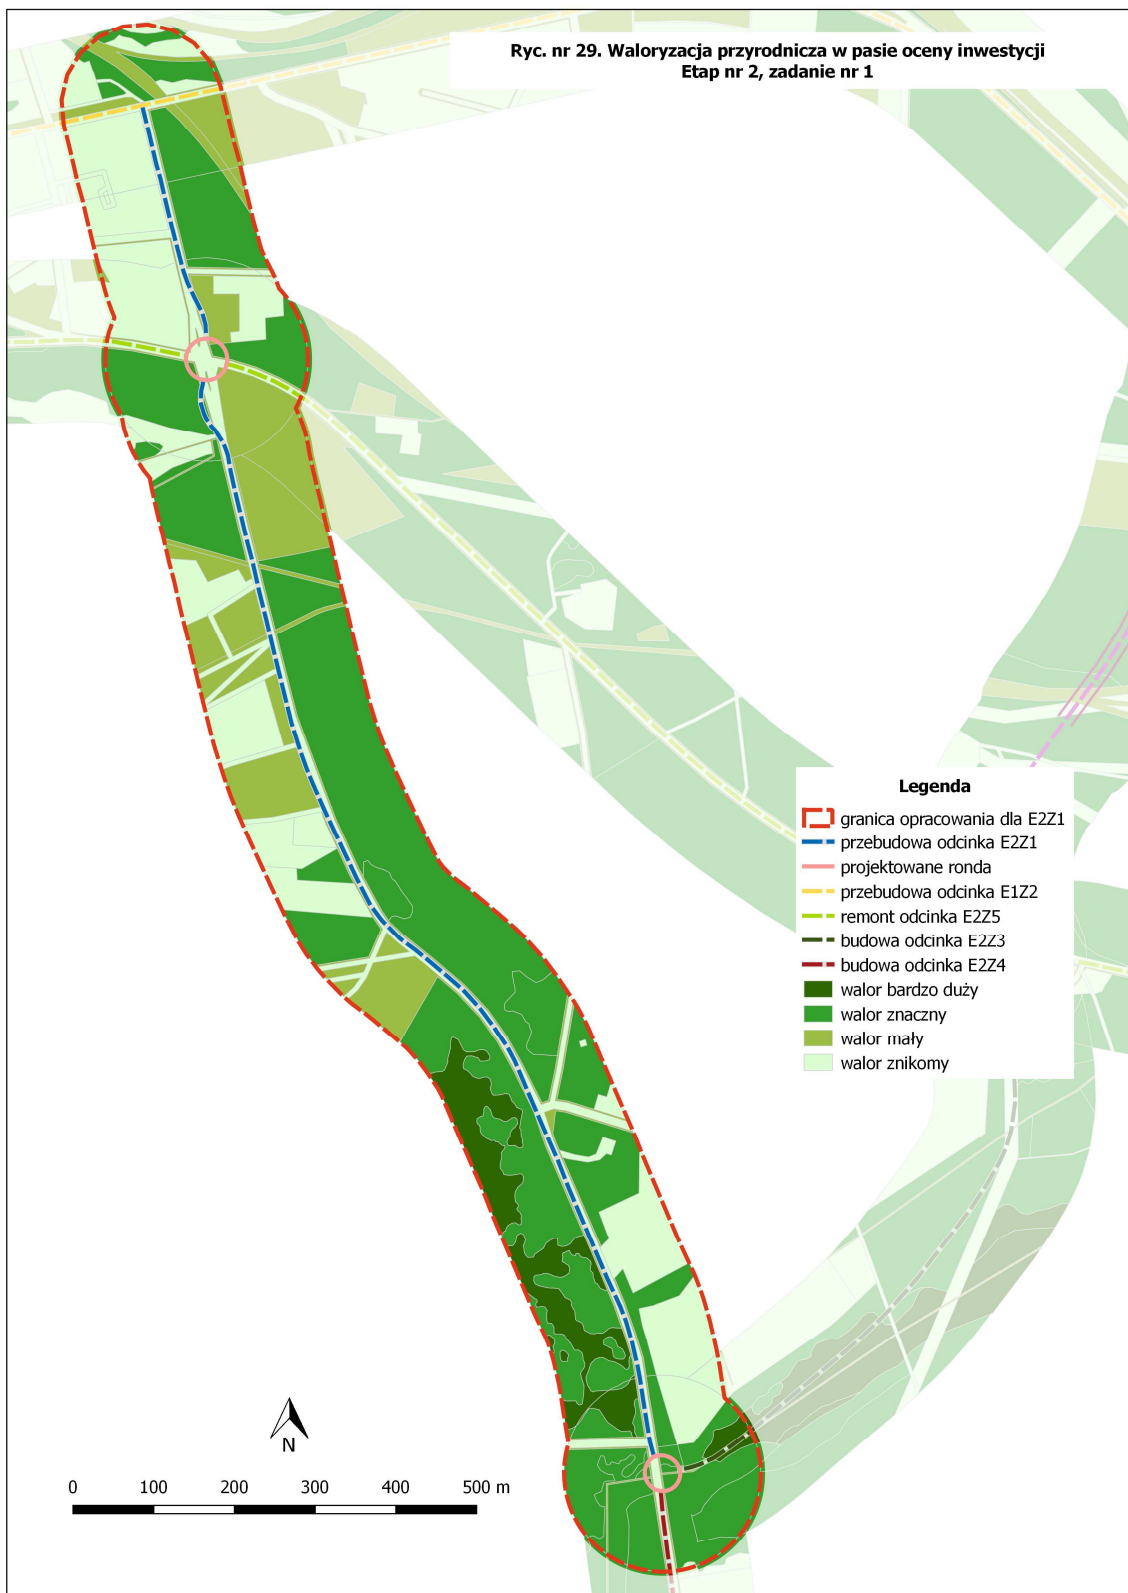 Ryc. nr 29. Waloryzacja przyrodnicza w pasie oceny inwestycji
Etap nr 2, zadanie nr 1
Legenda
granica opracowania dla E2Z1
przebudowa odcinka E2Z1
projektowane ronda
przebudowa odcinka E1Z2
remont odcinka E2Z5
budowa odcinka E2Z3
budowa odcinka E2Z4
walor bardzo duży
walor znaczny
walor mały
walor znikomy
N
0 100 200 300 400 500 m